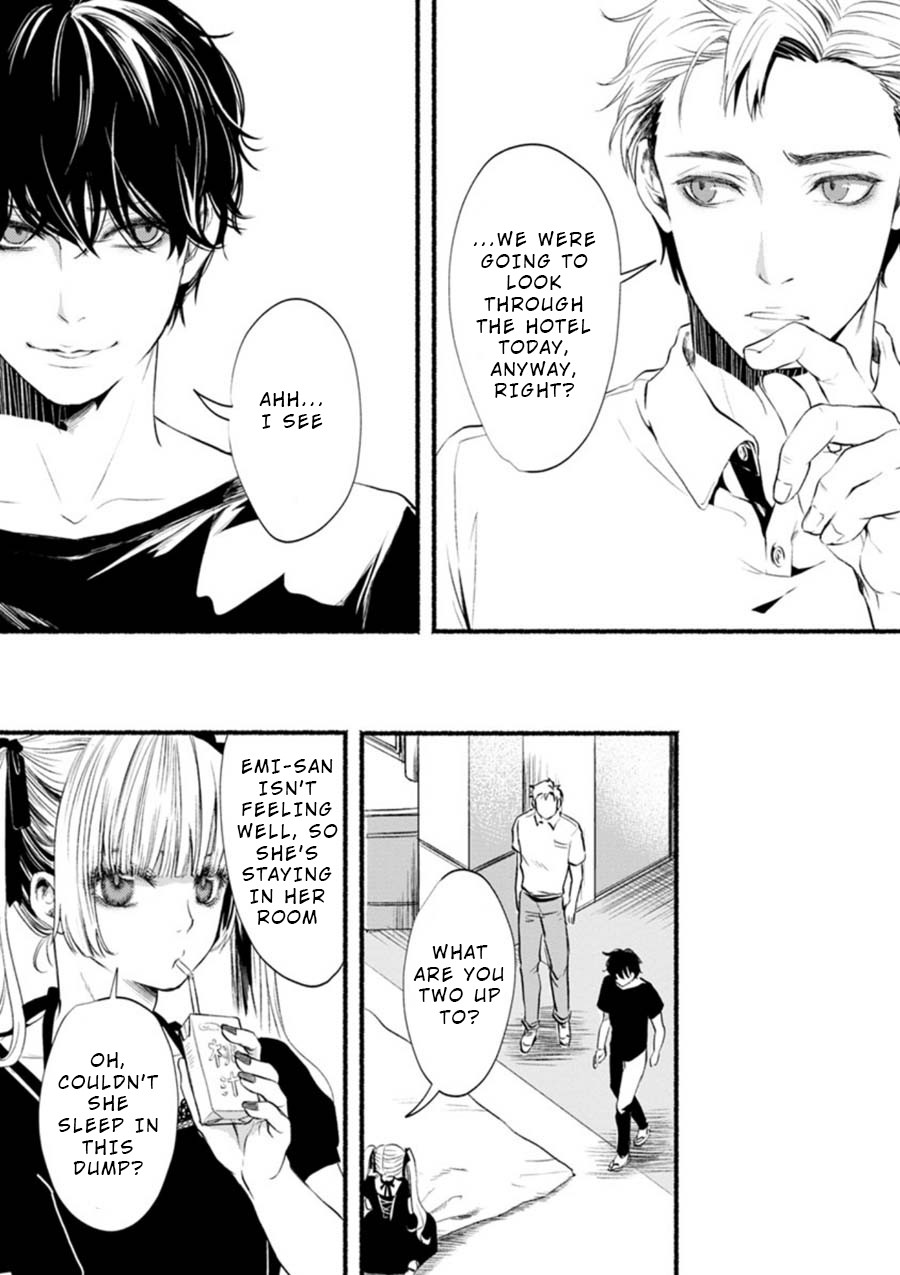 ...WE WERE
GOING TO
LOOK
THROUGH
THE HOTEL
TODAY,
ANYWAY,
RIGHT?
AHH...
I SEE
WHAT
ARE YOU
TWO UP
TO?
EMI-SAN
ISN'T
FEELING
WELL, SO
SHE'S
STAYING
IN HER
ROOM
OH,
COULDN'T
SHE
SLEEP IN
THIS
DUMP?